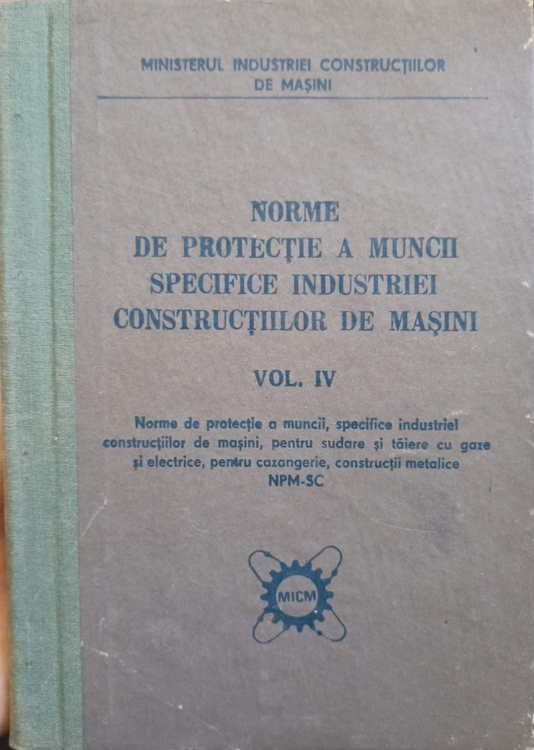 MINISTERUL INDUSTRIEI CONSTRUCȚIILOR
DE MAȘINI
NORME
DE PROTECȚIE A MUNCII
SPECIFICE INDUSTRIEI
CONSTRUCȚIILOR DE MAȘINI
VOL. IV
Norme de protecție a muncii, specifice industriei
construcțiilor de mașini, pentru sudare și tăiere cu gaze
și electrice, pentru cazangerie, construcții metalice
NPM-SC
MICM